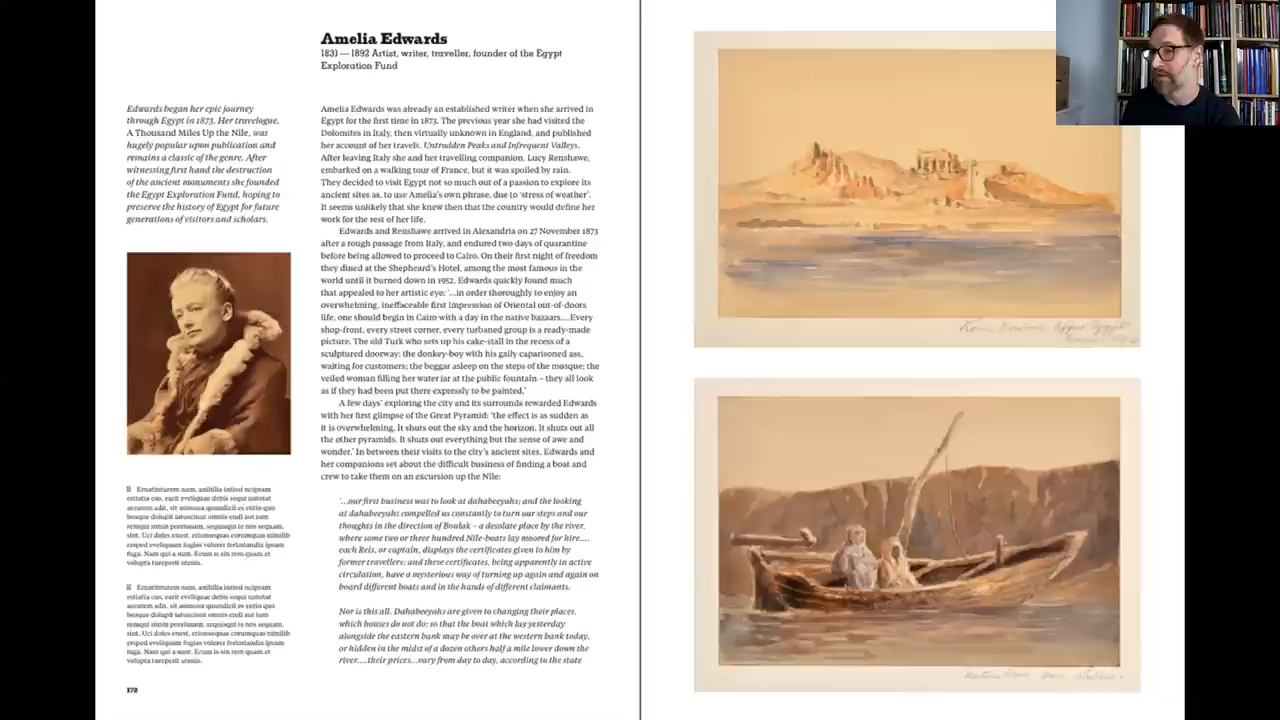 Amelia Edwards
1831 — 1892 Artist, writer, traveller, founder of the Egypt
Exploration Fund
Edwards began her epic journey
through Egypt in 1873. Her travelogue,
A Thousand Miles Up the Nile, was
hugely popular upon publication and
remains a classic of the genre. After
witnessing first hand the destruction
of the ancient monuments she founded
the Egypt Exploration Fund, hoping to
preserve the history of Egypt for future
generations of visitors and scholars.
Amelia Edwards was already an established writer when she arrived in
Egypt for the first time in 1873. The previous year she had visited the
Dolomites in Italy, then virtually unknown in England, and published
her account of her travels, Untrodden Peaks and Infrequent Valleys.
After leaving Italy she and her travelling companion, Lucy Renshawe,
embarked on a walking tour of France, but it was spoiled by rain.
They decided to visit Egypt not so much out of a passion to explore its
ancient sites as, to use Amelia's own phrase, due to 'stress of weather'.
It seems unlikely that she knew then that the country would define her
work for the rest of her life.
Edwards and Renshawe arrived in Alexandria on 27 November 1873
after a rough passage from Italy, and endured two days of quarantine
before being allowed to proceed to Cairo. On their first night of freedom
they dined at the Shepheard's Hotel, among the most famous in the
world until it burned down in 1952. Edwards quickly found much
that appealed to her artistic eye: '...in order thoroughly to enjoy an
overwhelming, ineffaceable first impression of Oriental out-of-doors
life, one should begin in Cairo with a day in the native bazaars....Every
shop-front, every street corner, every turbaned group is a ready-made
picture. The old Turk who sets up his cake-stall in the recess of a
sculptured doorway; the donkey-boy with his gaily caparisoned ass,
waiting for customers; the beggar asleep on the steps of the mosque; the
veiled woman filling her water jar at the public fountain – they all look
as if they had been put there expressly to be painted.'
A few days' exploring the city and its surrounds rewarded Edwards
with her first glimpse of the Great Pyramid: 'the effect is as sudden as
it is overwhelming. It shuts out the sky and the horizon. It shuts out all
the other pyramids. It shuts out everything but the sense of awe and
wonder.' In between their visits to the city's ancient sites, Edwards and
her companions set about the difficult business of finding a boat and
crew to take them on an excursion up the Nile:
'...our first business was to look at dahabeeyahs; and the looking
at dahabeeyahs compelled us constantly to turn our steps and our
thoughts in the direction of Boulak – a desolate place by the river,
where some two or three hundred Nile-boats lay moored for hire....
each Reïs, or captain, displays the certificates given to him by
former travellers; and these certificates, being apparently in active
circulation, have a mysterious way of turning up again and again on
board different boats and in the hands of different claimants.
Nor is this all. Dahabeeyahs are given to changing their places,
which houses do not do; so that the boat which lay yesterday
alongside the eastern bank may be over at the western bank today,
or hidden in the midst of a dozen others half a mile lower down the
river....their prices...vary from day to day, according to the state
172